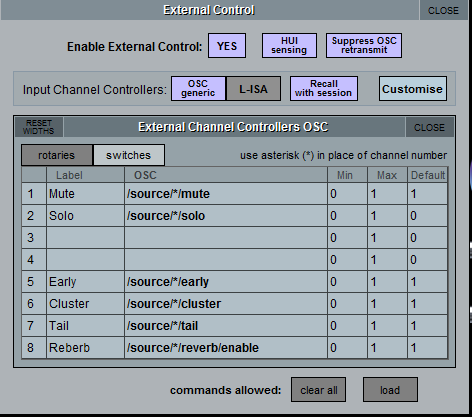 External Control
CLOSE
Enable External Control:
YES
HUI
sensing
Suppress OSC
retransmit
Input Channel Controllers:
OSC
generic
L-ISA
Recall
with session
Customise
RESET
WIDTHS
External Channel Controllers OSC
CLOSE
rotaries
switches
use asterisk (*) in place of channel number
Label OSC Min Max Default
1 Mute /source/*/mute 0 1 1
2 Solo /source/*/solo 0 1 0
3 0 1 0
4 0 1 0
5 Early /source/*/early 0 1 1
6 Cluster /source/*/cluster 0 1 1
7 Tail /source/*/tail 0 1 1
8 Reberb /source/*/reverb/enable 0 1 1
commands allowed:
clear all
load